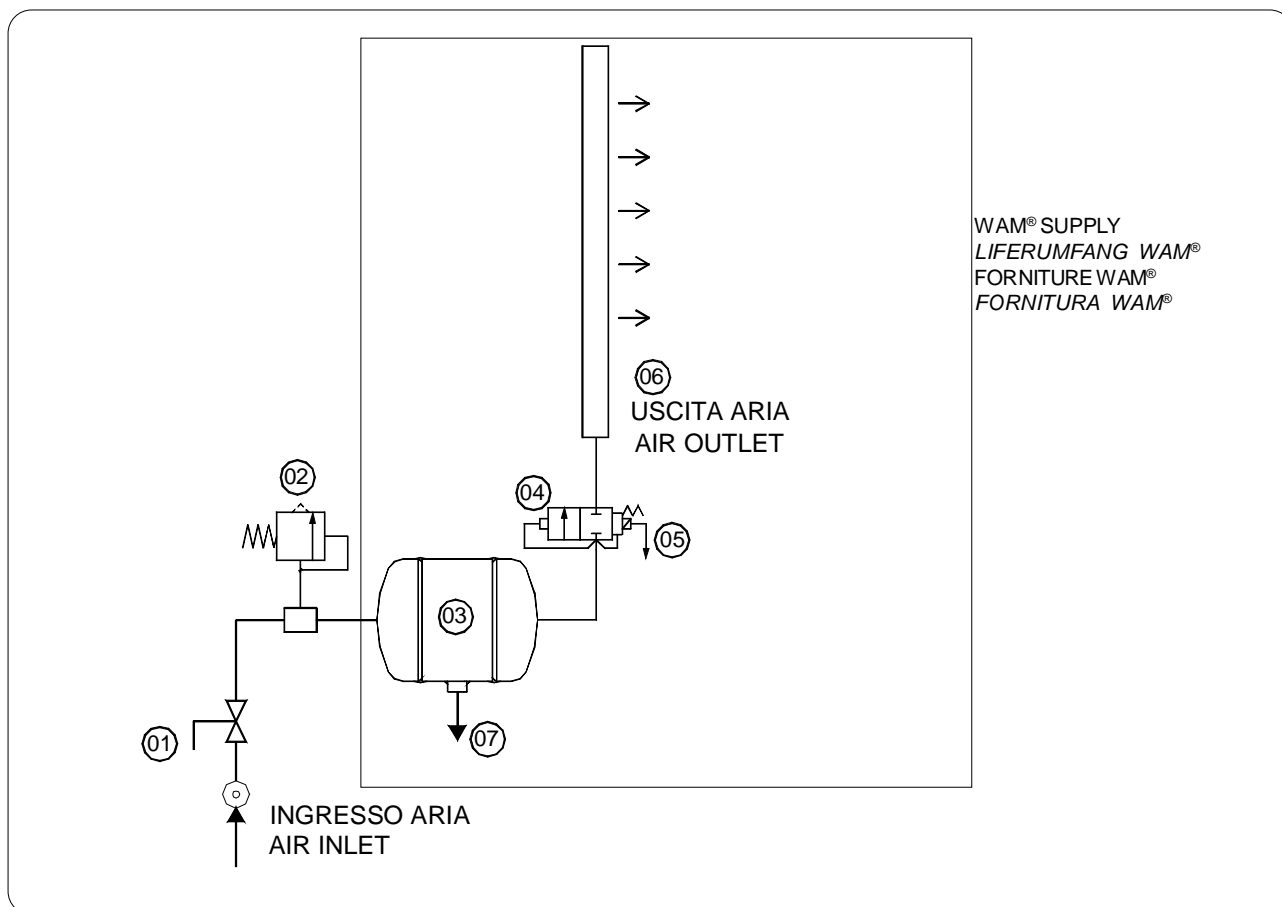 WAM® SUPPLY
LIFERUMFANG WAM®
FORNITURE WAM®
FORNITURA WAM®
06
USCITA ARIA
AIR OUTLET
02
04
05
03
01
07
INGRESSO ARIA
AIR INLET